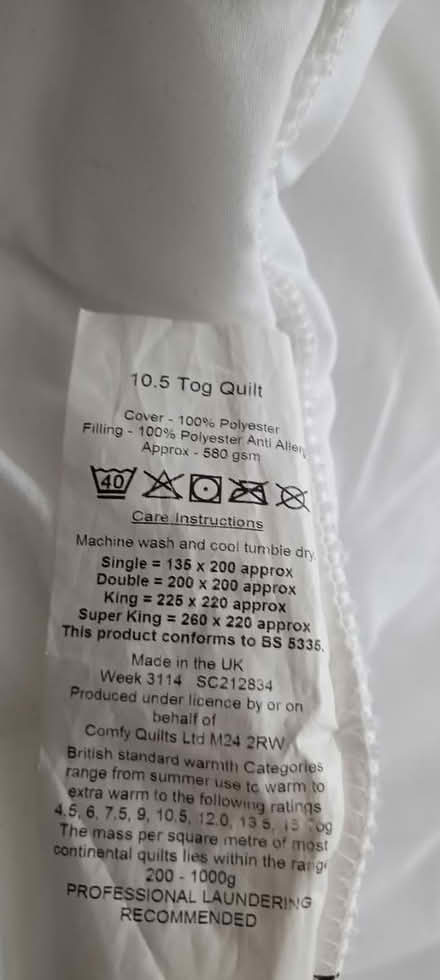 10.5 Tog Quilt
Cover - 100% Polyester
Filling - 100% Polyester Anti Aller
Approx - 580 gsm
40
Care Instructions
Machine wash and cool tumble dry.
Single = 135 x 200 approx
Double = 200 x 200 approx
King = 225 x 220 approx
Super King = 260 x 220 approx
This product conforms to BS 5335.
Made in the UK
Week 3114 SC212834
Produced under licence by or on
behalf of
Comfy Quilts Ltd M24 2RW
British standard warmth Categories
range from summer use to warm to
extra warm to the following ratings
4.5, 6, 7.5, 9, 10.5, 12.0, 13.5, 15 Tog
The mass per square metre of most
continental quilts lies within the range
200 - 1000g
PROFESSIONAL LAUNDERING
RECOMMENDED